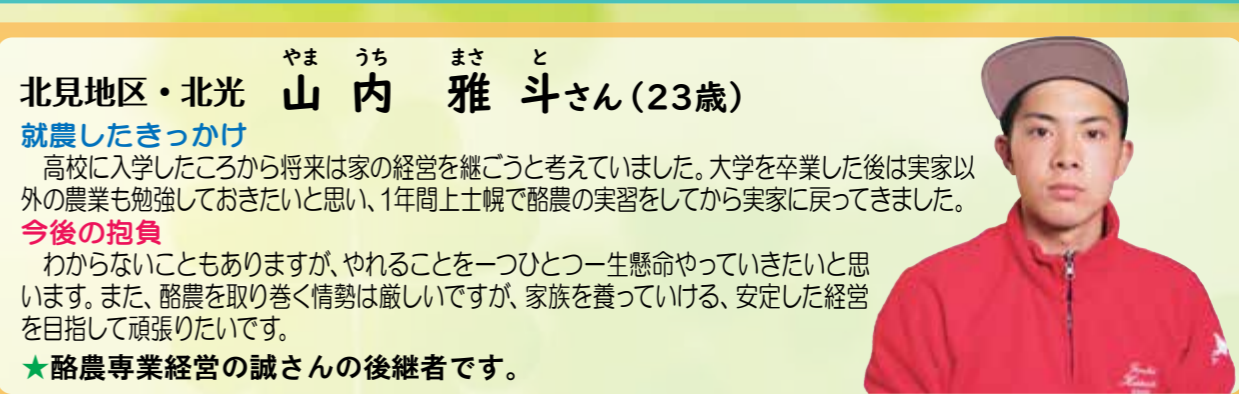 やま うち まさ と
北見地区・北光 山内 雅斗さん(23歳)
就農したきっかけ
高校に入学したころから将来は家の経営を継ごうと考えていました。大学を卒業した後は実家以
外の農業も勉強しておきたいと思い、1年間上士幌で酪農の実習をしてから実家に戻ってきました。
今後の抱負
わからないこともありますが、やれることを一つひとつ一生懸命やっていきたいと思
います。また、酪農を取り巻く情勢は厳しいですが、家族を養っていける、安定した経営
を目指して頑張りたいです。
★酪農専業経営の誠さんの後継者です。